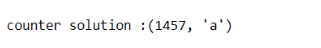 counter solution :(1457, 'a')